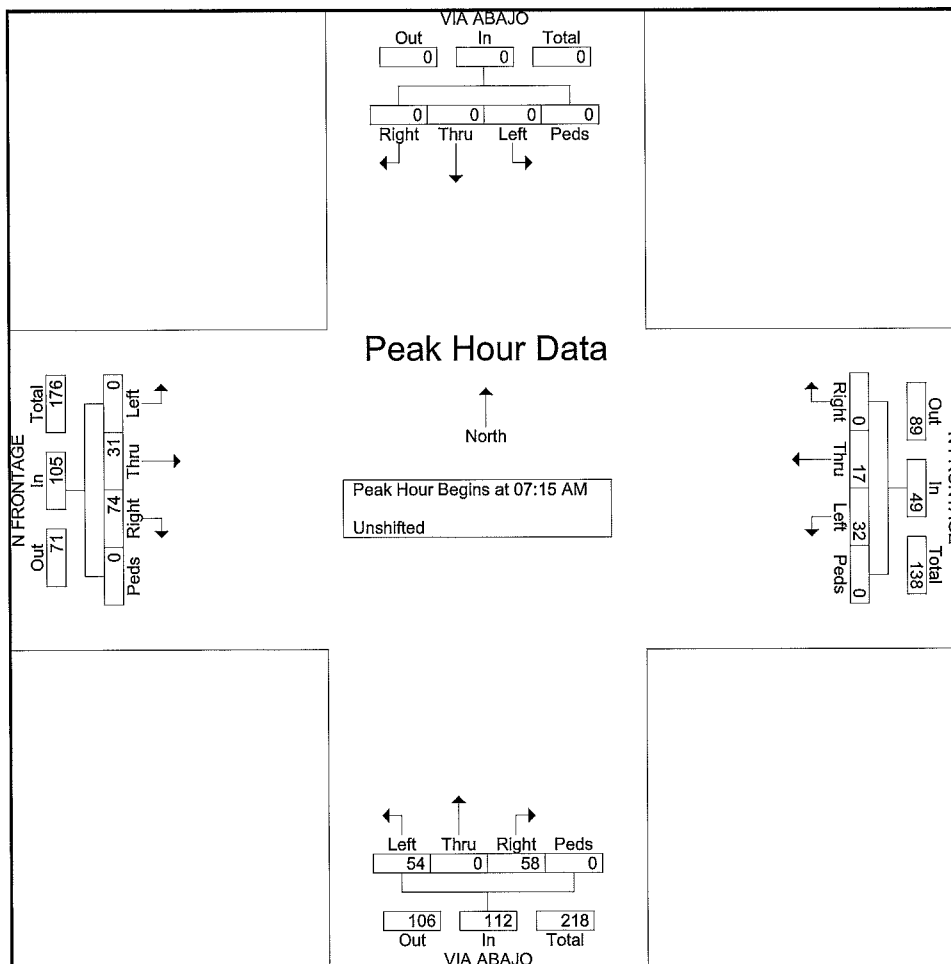 VIA ABAJO
Out In Total
0 0 0
0 0 0 0
Right Thru Left Peds
Peak Hour Data
North
Peak Hour Begins at 07:15 AM
Unshifted
N FRONTAGE
Out In Total
71 105 176
0 74 31 0
Peds Right Thru Left
Out In Total
89 49 138
0 17 32 0
Right Thru Left Peds
Left Thru Right Peds
54 0 58 0
106 112 218
Out In Total
VIA ABAJO